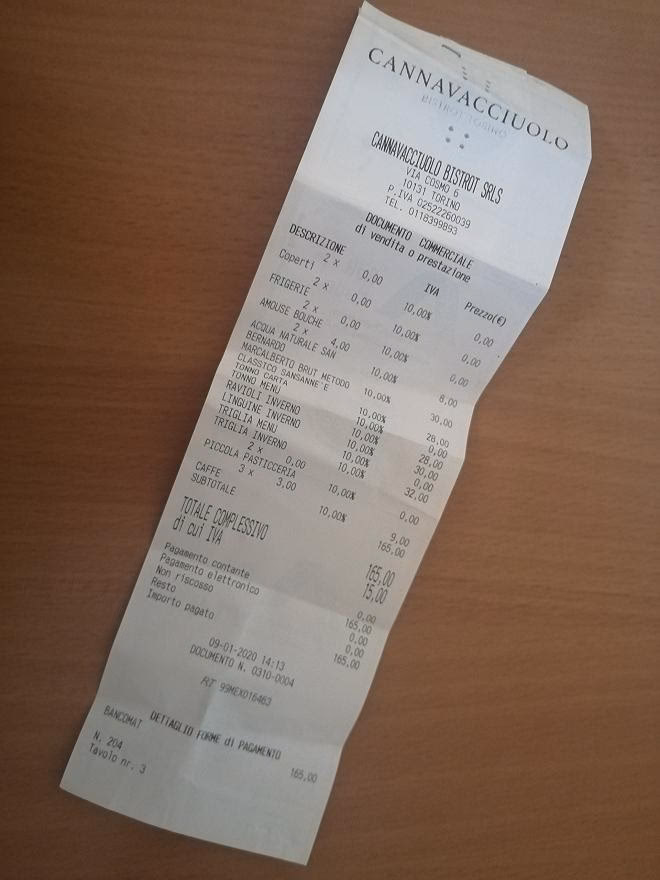 CANNAVACCIUOLO
BISTROT TORINO
CANNAVACCIUOLO BISTROT SRLS
VIA COSMO 6
10131 TORINO
P.IVA 02522260039
TEL. 0118399893
DOCUMENTO COMMERCIALE
di vendita o prestazione
DESCRIZIONE IVA Prezzo(€)
2 x 0,00
Coperti 10,00% 0,00
2 x 0,00
FRIGERIE 10,00% 0,00
2 x 0,00
AMOUSE BOUCHE 10,00% 0,00
2 x 4,00
ACQUA NATURALE SAN 10,00% 8,00
BERNARDO
MARCALBERTO BRUT METODO 10,00% 30,00
CLASSICO SANSANNE'E
TONNO CARTA 10,00% 28,00
TONNO MENU 10,00% 0,00
RAVIOLI INVERNO 10,00% 28,00
LINGUINE INVERNO 10,00% 30,00
TRIGLIA MENU 10,00% 0,00
TRIGLIA INVERNO 10,00% 32,00
2 x 0,00
PICCOLA PASTICCERIA 10,00% 0,00
3 x 3,00
CAFFE 10,00% 9,00
SUBTOTALE 165,00
TOTALE COMPLESSIVO 165,00
di cui IVA 15,00
Pagamento contante 0,00
Pagamento elettronico 165,00
Non riscosso 0,00
Resto 0,00
Importo pagato 165,00
09-01-2020 14:13
DOCUMENTO N. 0310-0004
RT 99MEX016463
DETTAGLIO FORME di PAGAMENTO
BANCOMAT 165,00
N. 204
Tavolo nr. 3